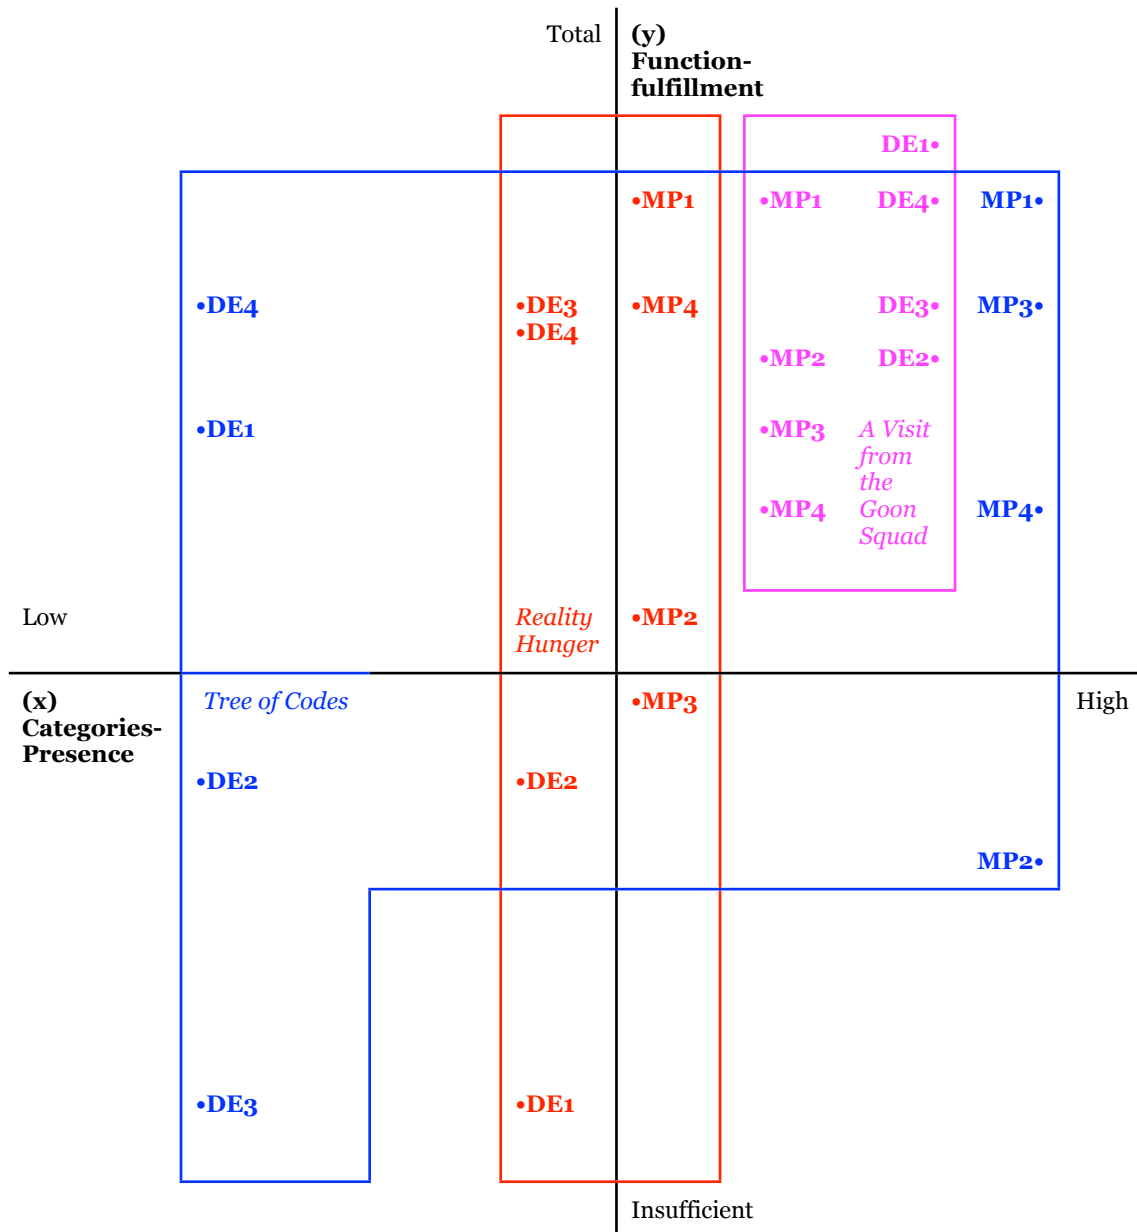 Total
(y)
Function-
fulfillment
DE1•
•MP1
•MP1
DE4•
MP1•
•DE4
•DE3
•DE4
•MP4
DE3•
MP3•
•MP2
DE2•
•DE1
•MP3
A Visit
from
the
Goon
Squad
•MP4
MP4•
Low
Reality
Hunger
•MP2
(x)
Categories-
Presence
Tree of Codes
•MP3
High
•DE2
•DE2
MP2•
•DE3
•DE1
Insufficient